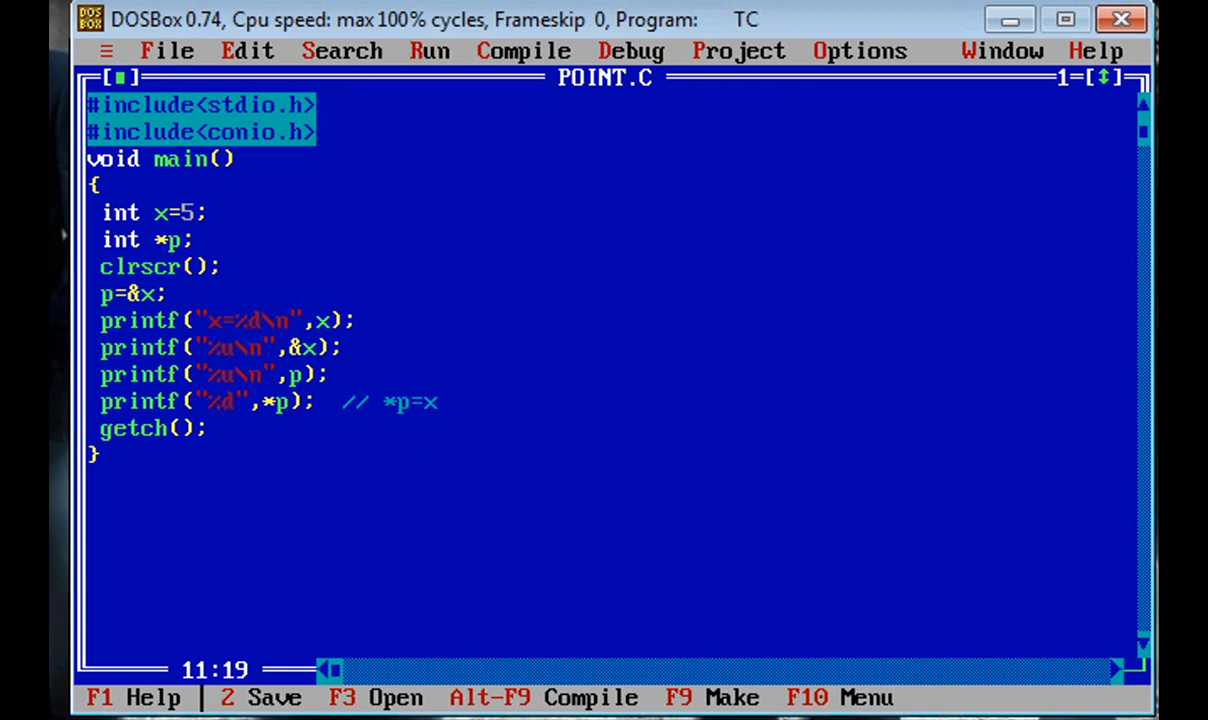 DOSBox 0.74, Cpu speed: max 100% cycles, Frameskip 0, Program: TC
≡ File Edit Search Run Compile Debug Project Options Window Help
[■] POINT.C 1=[↕]
#include<stdio.h>
#include<conio.h>
void main()
{
int x=5;
int *p;
clrscr();
p=&x;
printf("x=%d\n",x);
printf("%u\n",&x);
printf("%u\n",p);
printf("%d",*p); // *p=x
getch();
}
11:19
F1 Help | 2 Save F3 Open Alt-F9 Compile F9 Make F10 Menu